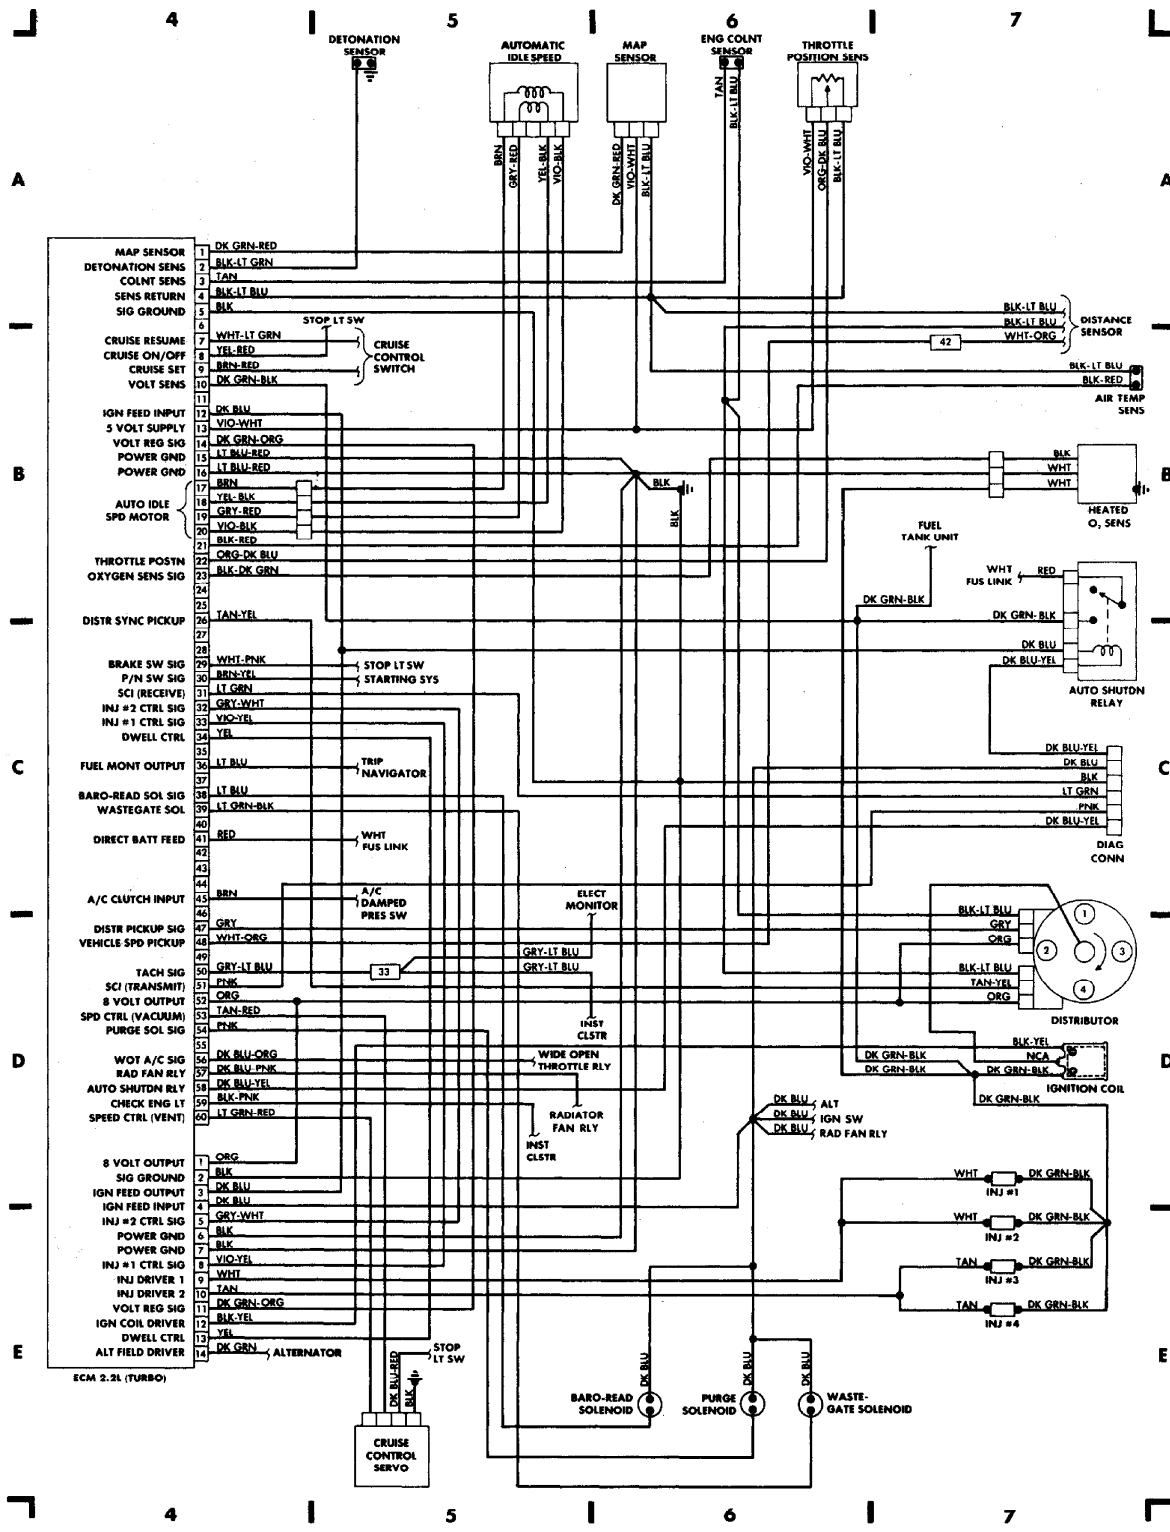 4 5 6 7
DETONATION
SENSOR
AUTOMATIC
IDLE SPEED
MAP
SENSOR
ENG COLNT
SENSOR
THROTTLE
POSITION SENS
TAN
BLK-LT BLU
BRN
GRY-RED
YEL-BLK
VIO-BLK
DK GRN-RED
VIO-WHT
BLK-LT BLU
VIO-WHT
ORG-DK BLU
BLK-LT BLU
A
A
MAP SENSOR 1 DK GRN-RED
DETONATION SENS 2 BLK-LT GRN
COLNT SENS 3 TAN
SENS RETURN 4 BLK-LT BLU
SIG GROUND 5 BLK
6
CRUISE RESUME 7 WHT-LT GRN
CRUISE ON/OFF 8 YEL-RED
CRUISE SET 9 BRN-RED
VOLT SENS 10 DK GRN-BLK
11
IGN FEED INPUT 12 DK BLU
5 VOLT SUPPLY 13 VIO-WHT
VOLT REG SIG 14 DK GRN-ORG
POWER GND 15 LT BLU-RED
POWER GND 16 LT BLU-RED
17 BRN
18 YEL-BLK
19 GRY-RED
20 VIO-BLK
AUTO IDLE
SPD MOTOR
21 BLK-RED
THROTTLE POSTN 22 ORG-DK BLU
OXYGEN SENS SIG 23 BLK-DK GRN
24
25
DISTR SYNC PICKUP 26 TAN-YEL
27
28
BRAKE SW SIG 29 WHT-PNK
P/N SW SIG 30 BRN-YEL
SCI (RECEIVE) 31 LT GRN
INJ #2 CTRL SIG 32 GRY-WHT
INJ #1 CTRL SIG 33 VIO-YEL
DWELL CTRL 34 YEL
35
FUEL MONT OUTPUT 36 LT BLU
37
BARO-READ SOL SIG 38 LT BLU
WASTEGATE SOL 39 LT GRN-BLK
40
DIRECT BATT FEED 41 RED
42
43
44
A/C CLUTCH INPUT 45 BRN
46
DISTR PICKUP SIG 47 GRY
VEHICLE SPD PICKUP 48 WHT-ORG
49
TACH SIG 50 GRY-LT BLU
SCI (TRANSMIT) 51 PNK
8 VOLT OUTPUT 52 ORG
SPD CTRL (VACUUM) 53 TAN-RED
PURGE SOL SIG 54 PNK
55
WOT A/C SIG 56 DK BLU-ORG
RAD FAN RLY 57 DK BLU-PNK
AUTO SHUTDN RLY 58 DK BLU-YEL
CHECK ENG LT 59 BLK-PNK
SPEED CTRL (VENT) 60 LT GRN-RED
8 VOLT OUTPUT 1 ORG
SIG GROUND 2 BLK
IGN FEED OUTPUT 3 DK BLU
IGN FEED INPUT 4 DK BLU
INJ #2 CTRL SIG 5 GRY-WHT
POWER GND 6 BLK
POWER GND 7 BLK
INJ #1 CTRL SIG 8 VIO-YEL
INJ DRIVER 1 9 WHT
INJ DRIVER 2 10 TAN
VOLT REG SIG 11 DK GRN-ORG
IGN COIL DRIVER 12 BLK-YEL
DWELL CTRL 13 YEL
ALT FIELD DRIVER 14 DK GRN
ALTERNATOR
ECM 2.2L (TURBO)
STOP LT SW
CRUISE
CONTROL
SWITCH
STOP LT SW
STARTING SYS
TRIP
NAVIGATOR
WHT
FUS LINK
A/C
DAMPED
PRES SW
33
ELECT
MONITOR
GRY-LT BLU
GRY-LT BLU
INST
CLSTR
WIDE OPEN
THROTTLE RLY
RADIATOR
FAN RLY
INST
CLSTR
BLK
BLK
BLK-LT BLU
BLK-LT BLU
WHT-ORG
42
DISTANCE
SENSOR
BLK-LT BLU
BLK-RED
AIR TEMP
SENS
B
B
BLK
WHT
WHT
HEATED
O2 SENS
FUEL
TANK UNIT
DK GRN-BLK
WHT
FUS LINK
RED
DK GRN-BLK
DK BLU
DK BLU-YEL
AUTO SHUTDN
RELAY
C
C
DK BLU-YEL
DK BLU
BLK
LT GRN
PNK
DK BLU-YEL
DIAG
CONN
BLK-LT BLU
GRY
ORG
BLK-LT BLU
TAN-YEL
ORG
1
2
3
4
DISTRIBUTOR
D
D
BLK-YEL
NCA
DK GRN-BLK
DK GRN-BLK
DK GRN-BLK
IGNITION COIL
DK GRN-BLK
DK BLU ALT
DK BLU IGN SW
DK BLU RAD FAN RLY
WHT INJ #1 DK GRN-BLK
WHT INJ #2 DK GRN-BLK
TAN INJ #3 DK GRN-BLK
TAN INJ #4 DK GRN-BLK
E
E
STOP
LT SW
DK BLU-RED
BLK
CRUISE
CONTROL
SERVO
DK BLU
DK BLU
DK BLU
BARO-READ
SOLENOID
PURGE
SOLENOID
WASTE-
GATE SOLENOID
4 5 6 7